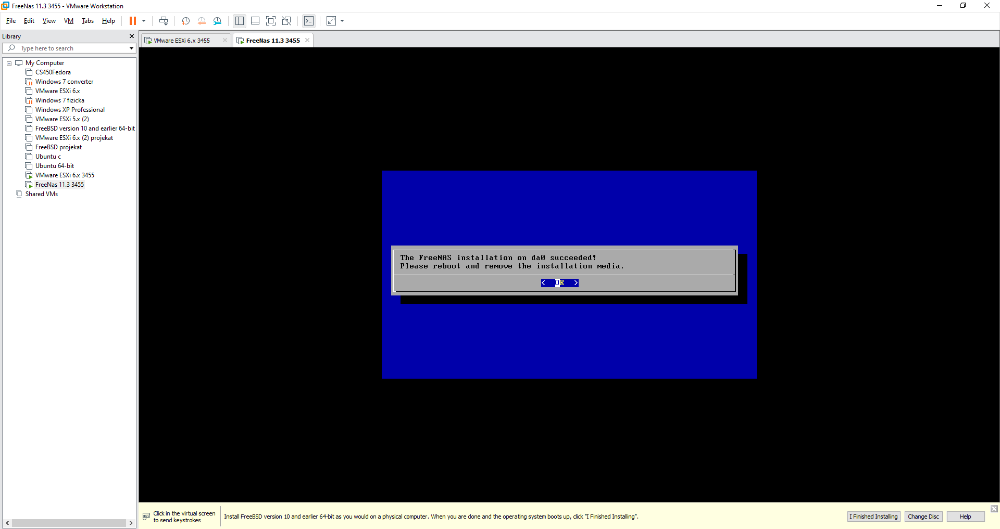 FreeNas 11.3 3455 - VMware Workstation
File Edit View VM Tabs Help
Library
Type here to search
My Computer
CS450Fedora
Windows 7 converter
VMware ESXi 6.x
Windows 7 fizicka
Windows XP Professional
VMware ESXi 5.x (2)
FreeBSD version 10 and earlier 64-bit
VMware ESXi 6.x (2) projekat
FreeBSD projekat
Ubuntu c
Ubuntu 64-bit
VMware ESXi 6.x 3455
FreeNas 11.3 3455
Shared VMs
VMware ESXi 6.x 3455
FreeNas 11.3 3455
The FreeNAS installation on da0 succeeded!
Please reboot and remove the installation media.
< OK >
Click in the virtual screen
to send keystrokes
Install FreeBSD version 10 and earlier 64-bit as you would on a physical computer. When you are done and the operating system boots up, click "I Finished Installing".
I Finished Installing
Change Disc
Help